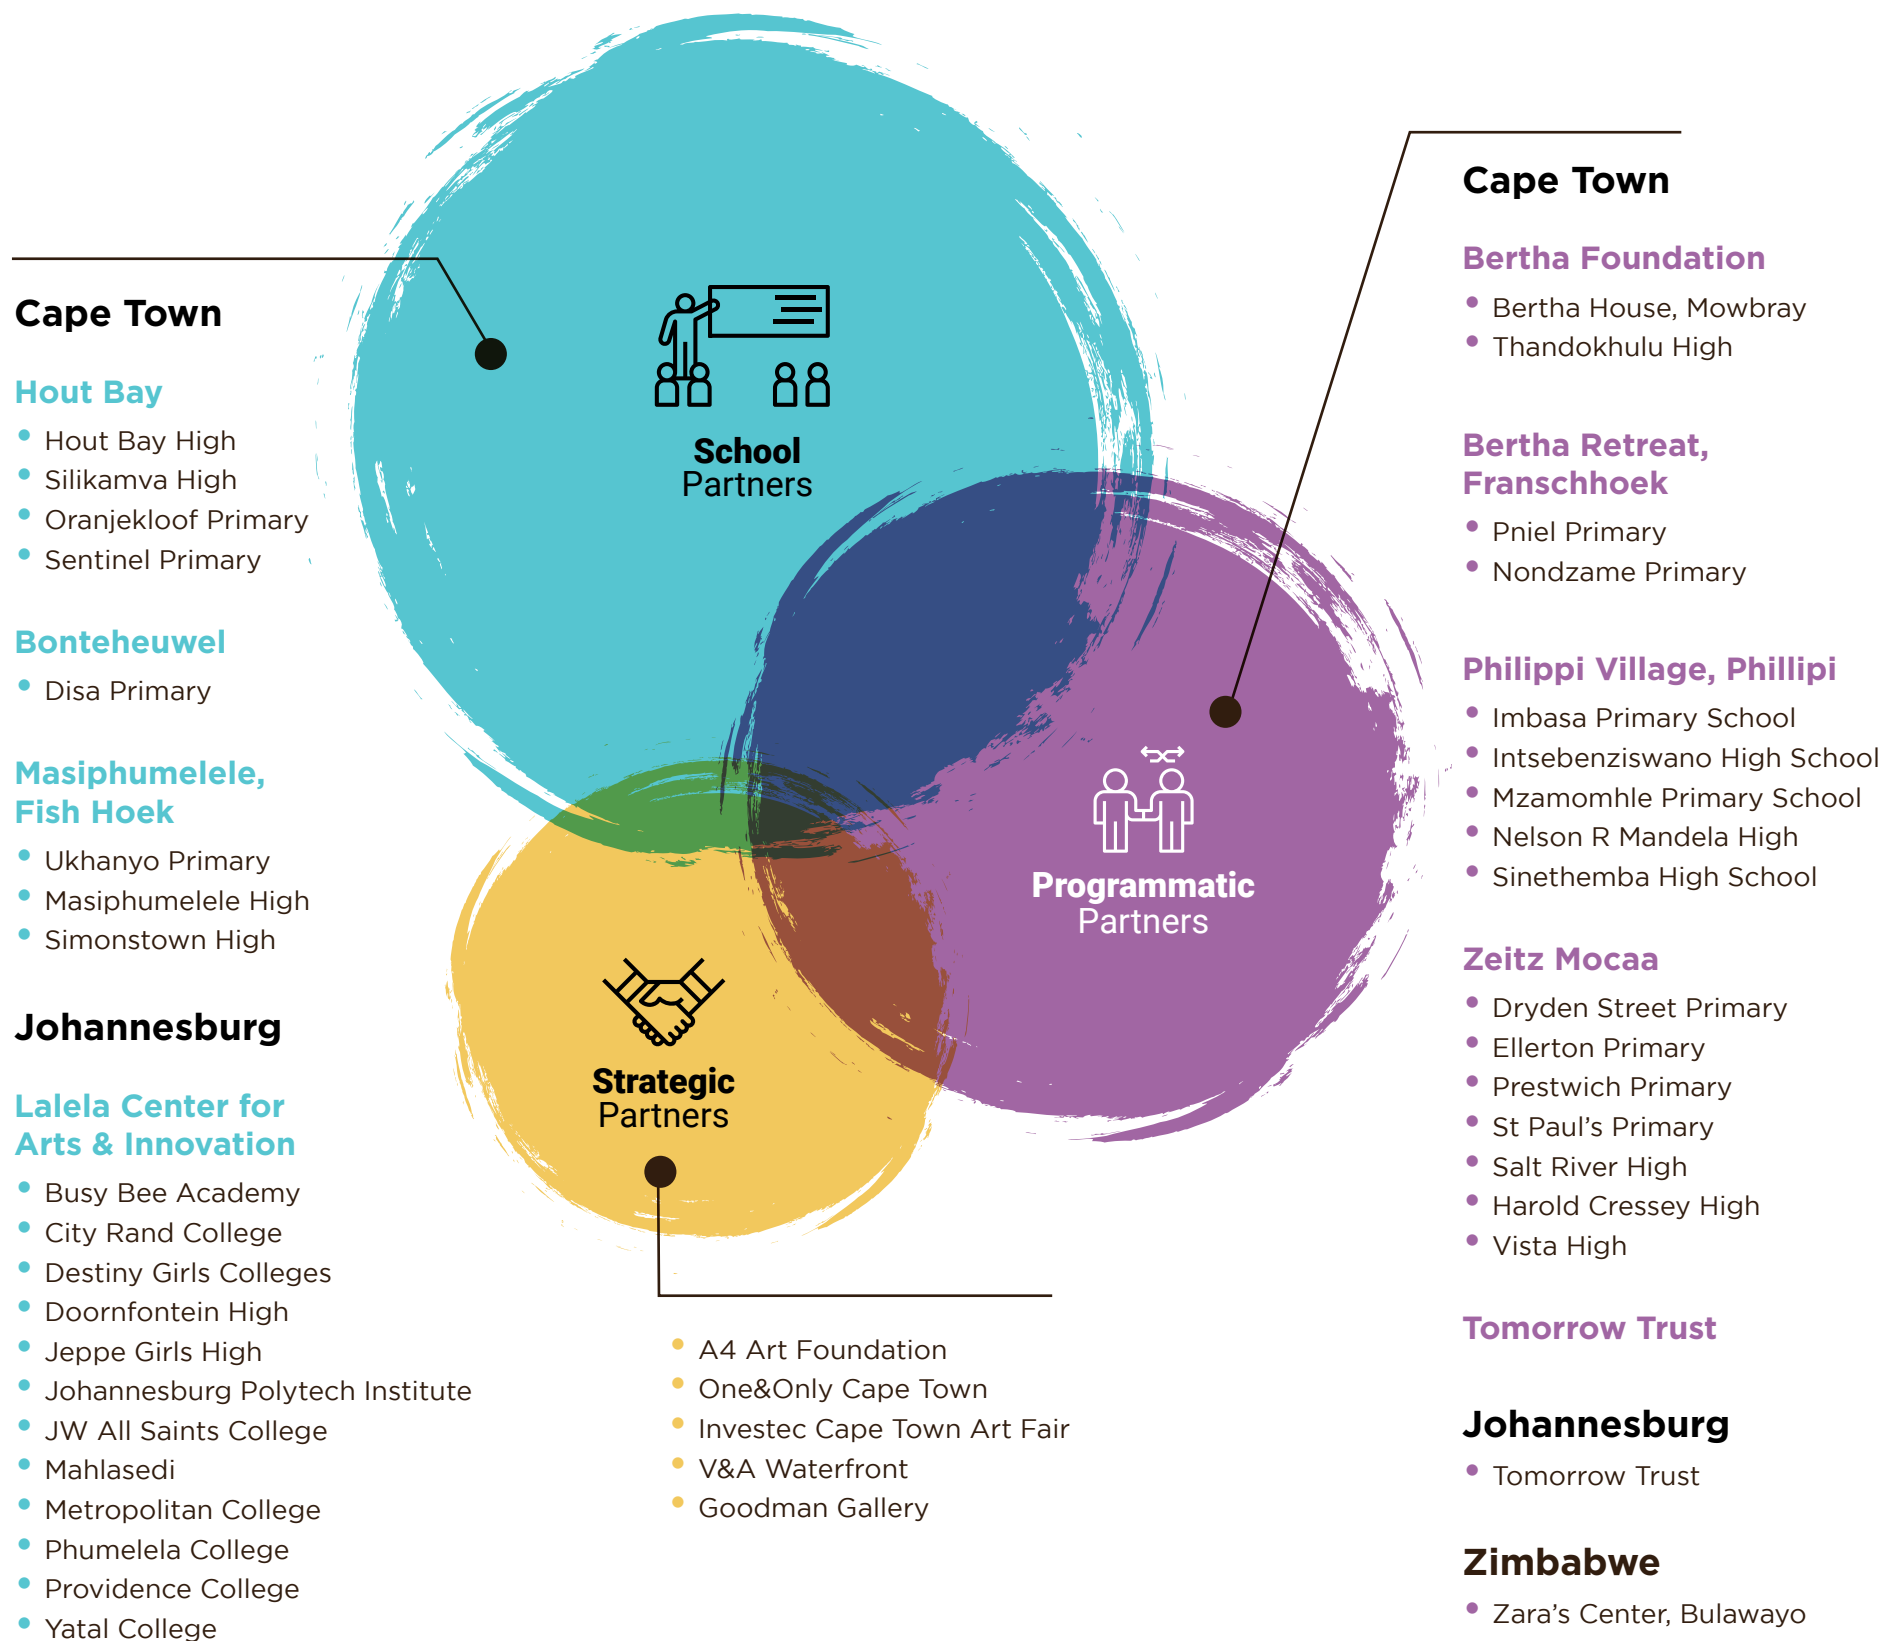 Cape Town
Hout Bay
Hout Bay High
Silikamva High
Oranjekloof Primary
Sentinel Primary
Bonteheuwel
Disa Primary
Masiphumelele,
Fish Hoek
Ukhanyo Primary
Masiphumelele High
Simonstown High
Johannesburg
Lalela Center for
Arts & Innovation
Busy Bee Academy
City Rand College
Destiny Girls Colleges
Doornfontein High
Jeppe Girls High
Johannesburg Polytech Institute
JW All Saints College
Mahlasedi
Metropolitan College
Phumelela College
Providence College
Yatal College
School
Partners
Programmatic
Partners
Strategic
Partners
A4 Art Foundation
One&Only Cape Town
Investec Cape Town Art Fair
V&A Waterfront
Goodman Gallery
Cape Town
Bertha Foundation
Bertha House, Mowbray
Thandokhulu High
Bertha Retreat,
Franschhoek
Pniel Primary
Nondzame Primary
Philippi Village, Phillipi
Imbasa Primary School
Intsebenziswano High School
Mzamomhle Primary School
Nelson R Mandela High
Sinethemba High School
Zeitz Mocaa
Dryden Street Primary
Ellerton Primary
Prestwich Primary
St Paul’s Primary
Salt River High
Harold Cressey High
Vista High
Tomorrow Trust
Johannesburg
Tomorrow Trust
Zimbabwe
Zara’s Center, Bulawayo